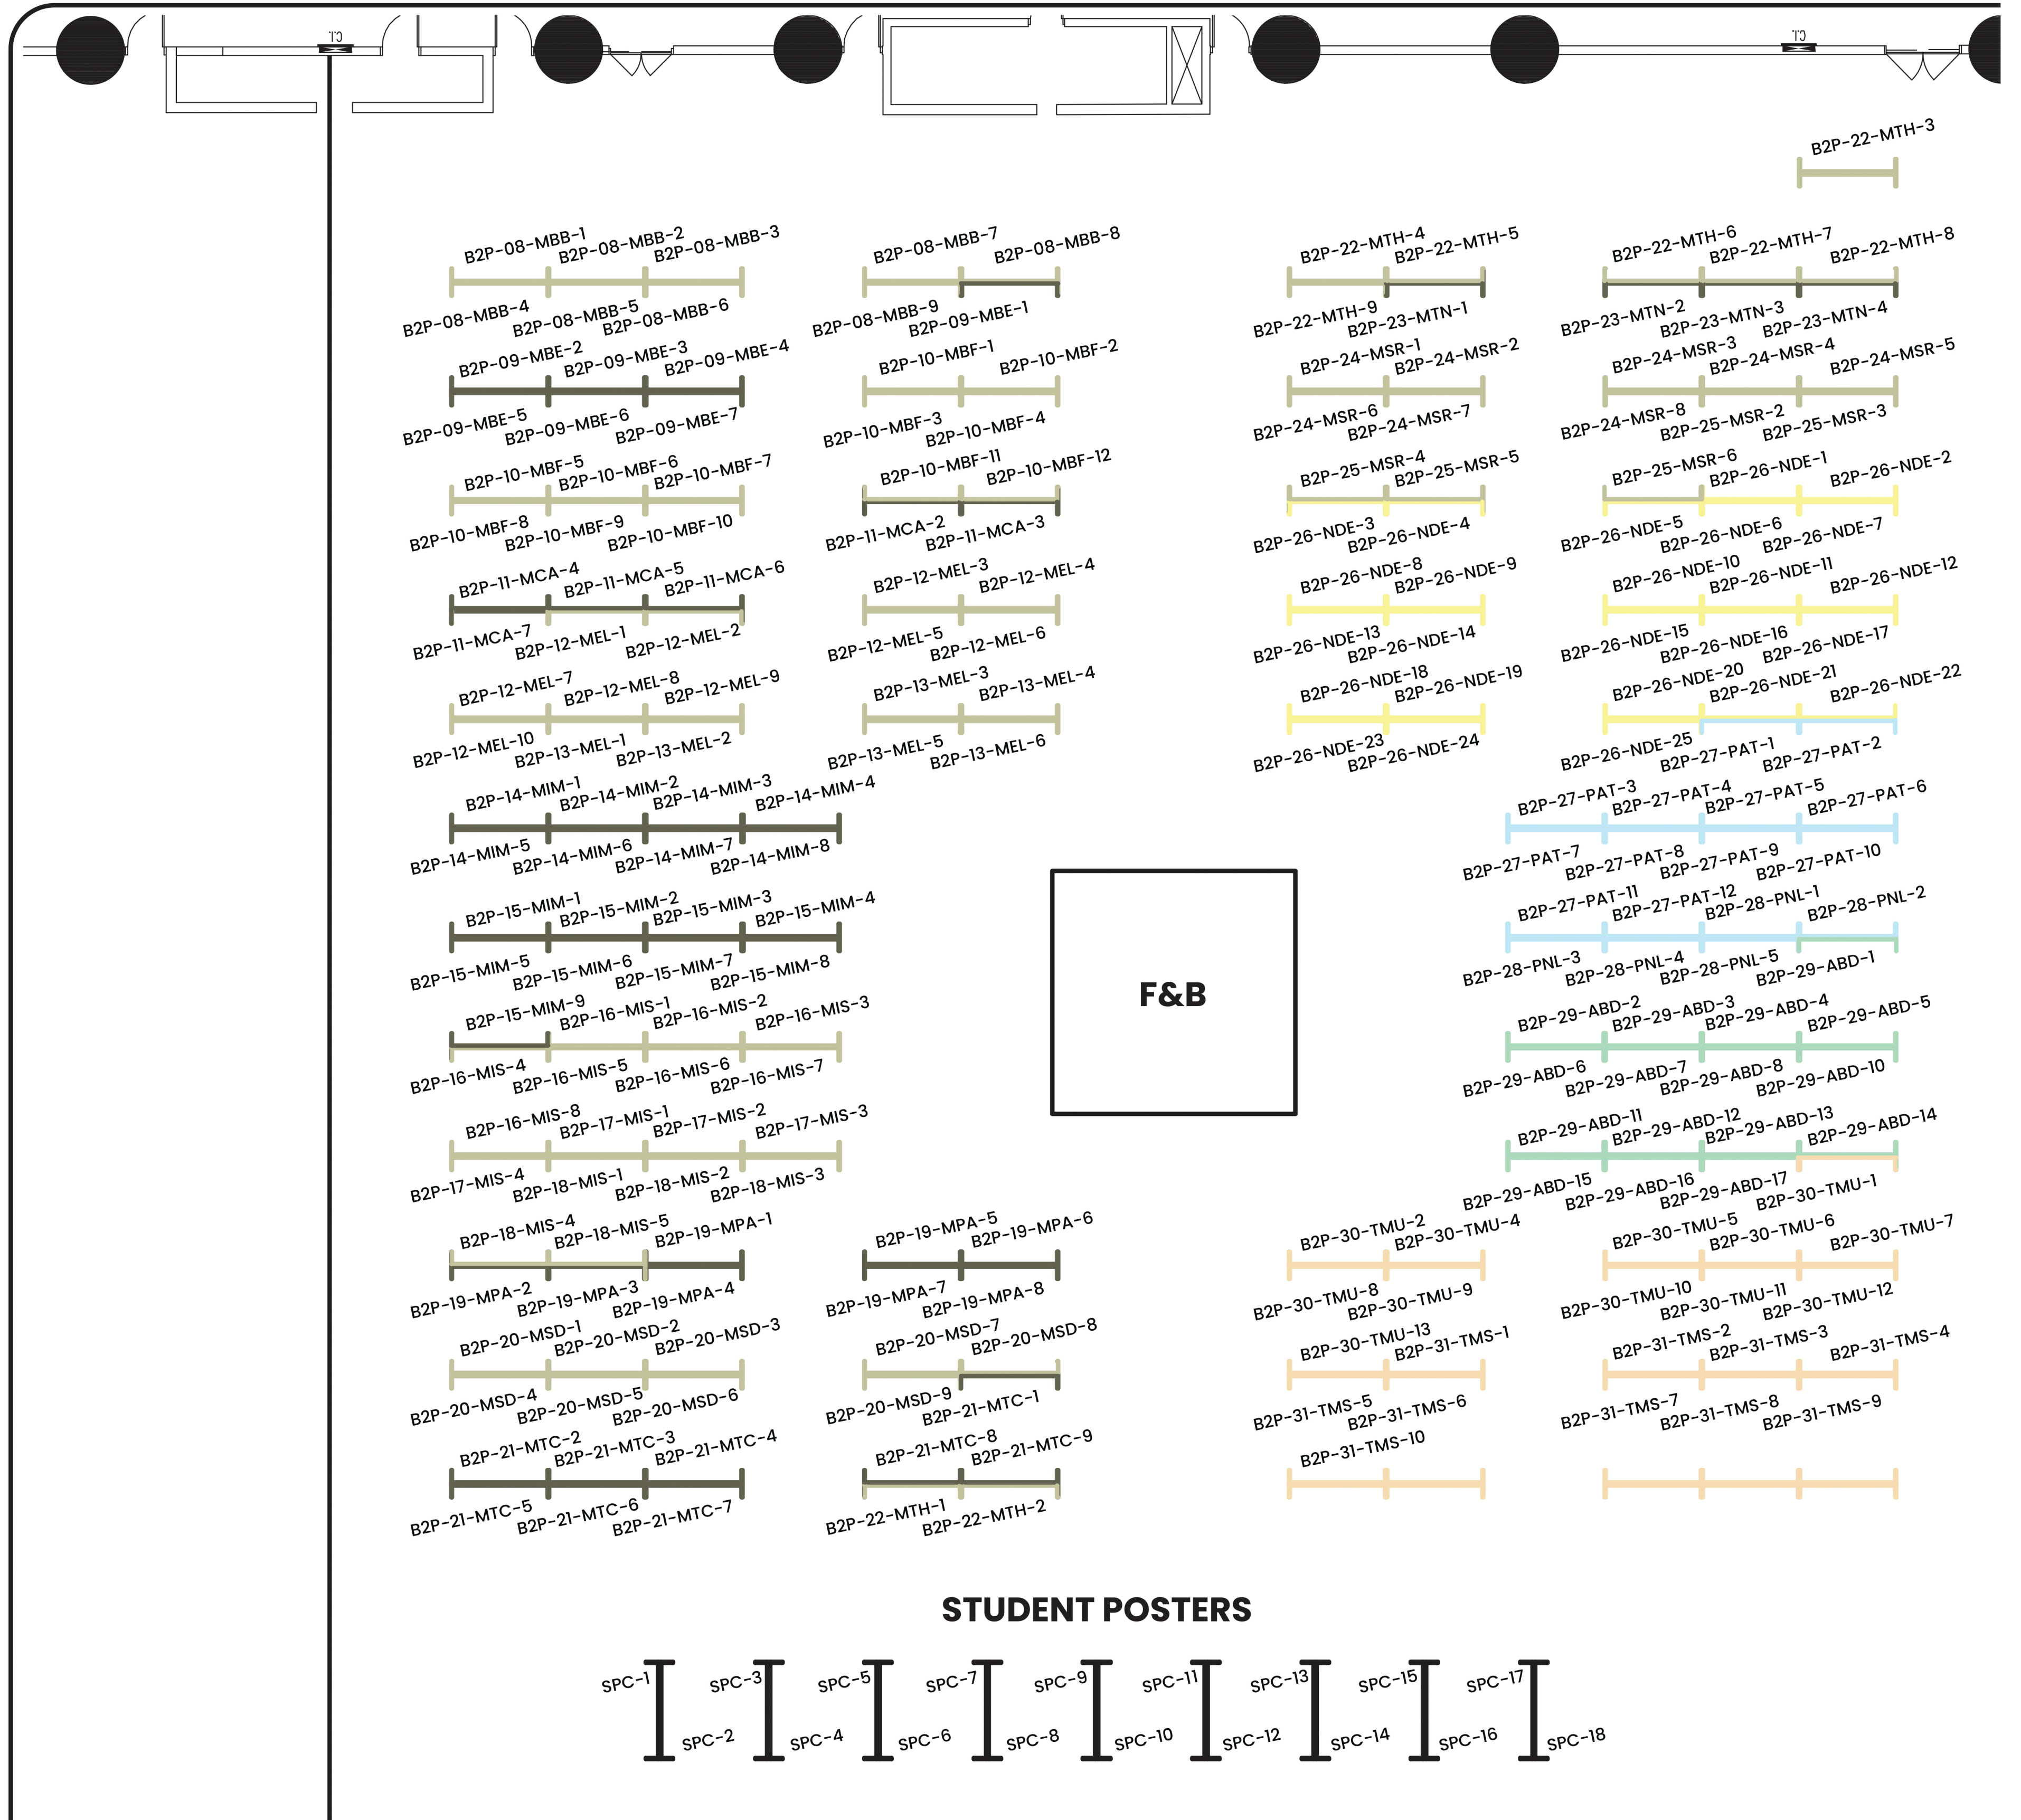 C.I.
C.I.
B2P-22-MTH-3
B2P-08-MBB-1 B2P-08-MBB-2 B2P-08-MBB-3 B2P-08-MBB-7 B2P-08-MBB-8 B2P-22-MTH-4 B2P-22-MTH-5 B2P-22-MTH-6 B2P-22-MTH-7 B2P-22-MTH-8
B2P-08-MBB-4 B2P-08-MBB-5 B2P-08-MBB-6 B2P-08-MBB-9 B2P-09-MBE-1 B2P-22-MTH-9 B2P-23-MTN-1 B2P-23-MTN-2 B2P-23-MTN-3 B2P-23-MTN-4
B2P-09-MBE-2 B2P-09-MBE-3 B2P-09-MBE-4 B2P-10-MBF-1 B2P-10-MBF-2 B2P-24-MSR-1 B2P-24-MSR-2 B2P-24-MSR-3 B2P-24-MSR-4 B2P-24-MSR-5
B2P-09-MBE-5 B2P-09-MBE-6 B2P-09-MBE-7 B2P-10-MBF-3 B2P-10-MBF-4 B2P-24-MSR-6 B2P-24-MSR-7 B2P-24-MSR-8 B2P-25-MSR-2 B2P-25-MSR-3
B2P-10-MBF-5 B2P-10-MBF-6 B2P-10-MBF-7 B2P-10-MBF-11 B2P-10-MBF-12 B2P-25-MSR-4 B2P-25-MSR-5 B2P-25-MSR-6 B2P-26-NDE-1 B2P-26-NDE-2
B2P-10-MBF-8 B2P-10-MBF-9 B2P-10-MBF-10 B2P-11-MCA-2 B2P-11-MCA-3 B2P-26-NDE-3 B2P-26-NDE-4 B2P-26-NDE-5 B2P-26-NDE-6 B2P-26-NDE-7
B2P-11-MCA-4 B2P-11-MCA-5 B2P-11-MCA-6 B2P-12-MEL-3 B2P-12-MEL-4 B2P-26-NDE-8 B2P-26-NDE-9 B2P-26-NDE-10 B2P-26-NDE-11 B2P-26-NDE-12
B2P-11-MCA-7 B2P-12-MEL-1 B2P-12-MEL-2 B2P-12-MEL-5 B2P-12-MEL-6 B2P-26-NDE-13 B2P-26-NDE-14 B2P-26-NDE-15 B2P-26-NDE-16 B2P-26-NDE-17
B2P-12-MEL-7 B2P-12-MEL-8 B2P-12-MEL-9 B2P-13-MEL-3 B2P-13-MEL-4 B2P-26-NDE-18 B2P-26-NDE-19 B2P-26-NDE-20 B2P-26-NDE-21 B2P-26-NDE-22
B2P-12-MEL-10 B2P-13-MEL-1 B2P-13-MEL-2 B2P-13-MEL-5 B2P-13-MEL-6 B2P-26-NDE-23 B2P-26-NDE-24 B2P-26-NDE-25 B2P-27-PAT-1 B2P-27-PAT-2
B2P-14-MIM-1 B2P-14-MIM-2 B2P-14-MIM-3 B2P-14-MIM-4 B2P-27-PAT-3 B2P-27-PAT-4 B2P-27-PAT-5 B2P-27-PAT-6
B2P-14-MIM-5 B2P-14-MIM-6 B2P-14-MIM-7 B2P-14-MIM-8 B2P-27-PAT-7 B2P-27-PAT-8 B2P-27-PAT-9 B2P-27-PAT-10
B2P-15-MIM-1 B2P-15-MIM-2 B2P-15-MIM-3 B2P-15-MIM-4 B2P-27-PAT-11 B2P-27-PAT-12 B2P-28-PNL-1 B2P-28-PNL-2
B2P-15-MIM-5 B2P-15-MIM-6 B2P-15-MIM-7 B2P-15-MIM-8 B2P-28-PNL-3 B2P-28-PNL-4 B2P-28-PNL-5 B2P-29-ABD-1
F&B
B2P-15-MIM-9 B2P-16-MIS-1 B2P-16-MIS-2 B2P-16-MIS-3 B2P-29-ABD-2 B2P-29-ABD-3 B2P-29-ABD-4 B2P-29-ABD-5
B2P-16-MIS-4 B2P-16-MIS-5 B2P-16-MIS-6 B2P-16-MIS-7 B2P-29-ABD-6 B2P-29-ABD-7 B2P-29-ABD-8 B2P-29-ABD-10
B2P-16-MIS-8 B2P-17-MIS-1 B2P-17-MIS-2 B2P-17-MIS-3 B2P-29-ABD-11 B2P-29-ABD-12 B2P-29-ABD-13 B2P-29-ABD-14
B2P-17-MIS-4 B2P-18-MIS-1 B2P-18-MIS-2 B2P-18-MIS-3 B2P-29-ABD-15 B2P-29-ABD-16 B2P-29-ABD-17 B2P-30-TMU-1
B2P-18-MIS-4 B2P-18-MIS-5 B2P-19-MPA-1 B2P-19-MPA-5 B2P-19-MPA-6 B2P-30-TMU-2 B2P-30-TMU-4 B2P-30-TMU-5 B2P-30-TMU-6 B2P-30-TMU-7
B2P-19-MPA-2 B2P-19-MPA-3 B2P-19-MPA-4 B2P-19-MPA-7 B2P-19-MPA-8 B2P-30-TMU-8 B2P-30-TMU-9 B2P-30-TMU-10 B2P-30-TMU-11 B2P-30-TMU-12
B2P-20-MSD-1 B2P-20-MSD-2 B2P-20-MSD-3 B2P-20-MSD-7 B2P-20-MSD-8 B2P-30-TMU-13 B2P-31-TMS-1 B2P-31-TMS-2 B2P-31-TMS-3 B2P-31-TMS-4
B2P-20-MSD-4 B2P-20-MSD-5 B2P-20-MSD-6 B2P-20-MSD-9 B2P-21-MTC-1 B2P-31-TMS-5 B2P-31-TMS-6 B2P-31-TMS-7 B2P-31-TMS-8 B2P-31-TMS-9
B2P-21-MTC-2 B2P-21-MTC-3 B2P-21-MTC-4 B2P-21-MTC-8 B2P-21-MTC-9 B2P-31-TMS-10
B2P-21-MTC-5 B2P-21-MTC-6 B2P-21-MTC-7 B2P-22-MTH-1 B2P-22-MTH-2
STUDENT POSTERS
SPC-1 SPC-3 SPC-5 SPC-7 SPC-9 SPC-11 SPC-13 SPC-15 SPC-17
SPC-2 SPC-4 SPC-6 SPC-8 SPC-10 SPC-12 SPC-14 SPC-16 SPC-18